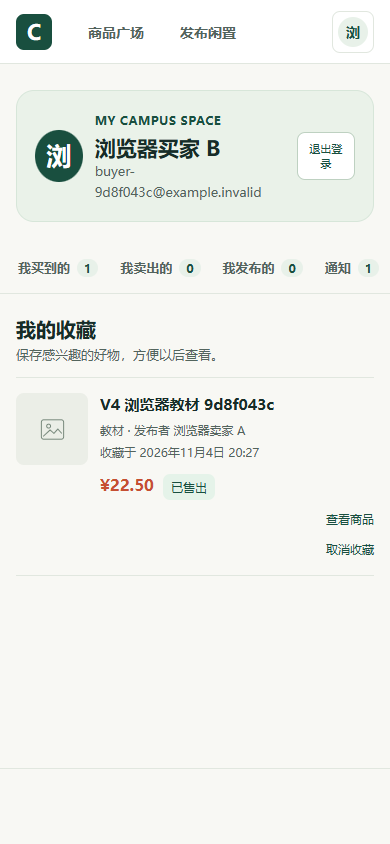 C 商品广场 发布闲置 浏
MY CAMPUS SPACE
浏 浏览器买家 B
buyer-
9d8f043c@example.invalid
退出登
录
我买到的 1 我卖出的 0 我发布的 0 通知 1
我的收藏
保存感兴趣的好物，方便以后查看。
V4 浏览器教材 9d8f043c
教材 · 发布者 浏览器卖家 A
收藏于 2026年11月4日 20:27
¥22.50 已售出
查看商品
取消收藏